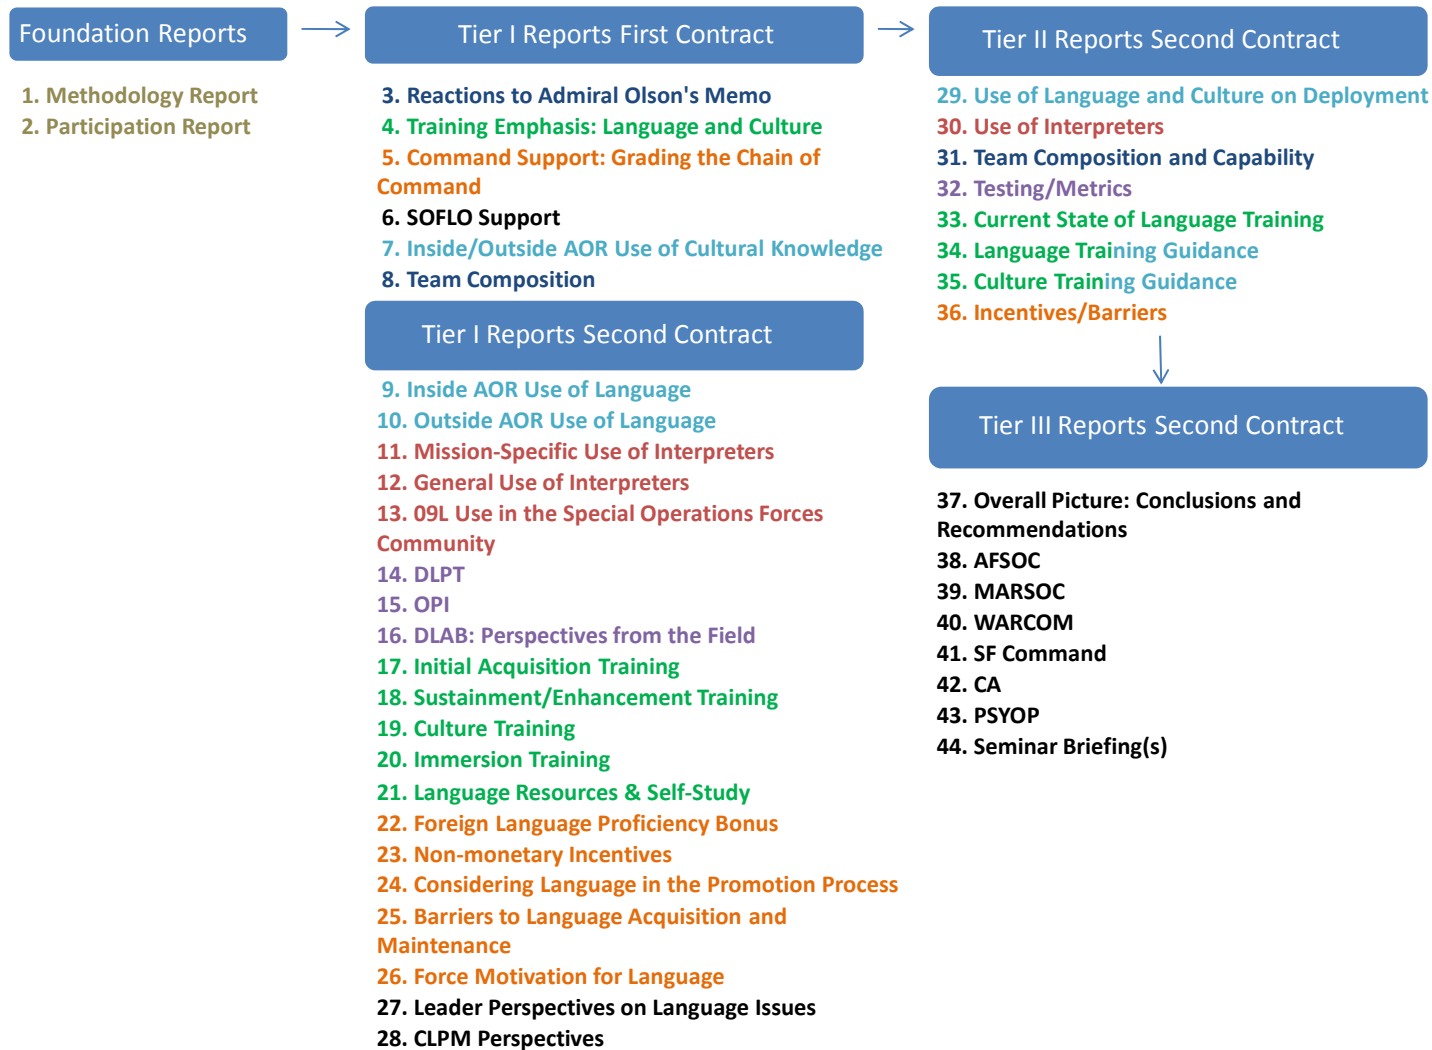 Foundation Reports
1. Methodology Report
2. Participation Report
Tier I Reports First Contract
3. Reactions to Admiral Olson's Memo
4. Training Emphasis: Language and Culture
5. Command Support: Grading the Chain of
Command
6. SOFLO Support
7. Inside/Outside AOR Use of Cultural Knowledge
8. Team Composition
Tier I Reports Second Contract
9. Inside AOR Use of Language
10. Outside AOR Use of Language
11. Mission-Specific Use of Interpreters
12. General Use of Interpreters
13. 09L Use in the Special Operations Forces
Community
14. DLPT
15. OPI
16. DLAB: Perspectives from the Field
17. Initial Acquisition Training
18. Sustainment/Enhancement Training
19. Culture Training
20. Immersion Training
21. Language Resources & Self-Study
22. Foreign Language Proficiency Bonus
23. Non-monetary Incentives
24. Considering Language in the Promotion Process
25. Barriers to Language Acquisition and
Maintenance
26. Force Motivation for Language
27. Leader Perspectives on Language Issues
28. CLPM Perspectives
Tier II Reports Second Contract
29. Use of Language and Culture on Deployment
30. Use of Interpreters
31. Team Composition and Capability
32. Testing/Metrics
33. Current State of Language Training
34. Language Training Guidance
35. Culture Training Guidance
36. Incentives/Barriers
Tier III Reports Second Contract
37. Overall Picture: Conclusions and
Recommendations
38. AFSOC
39. MARSOC
40. WARCOM
41. SF Command
42. CA
43. PSYOP
44. Seminar Briefing(s)